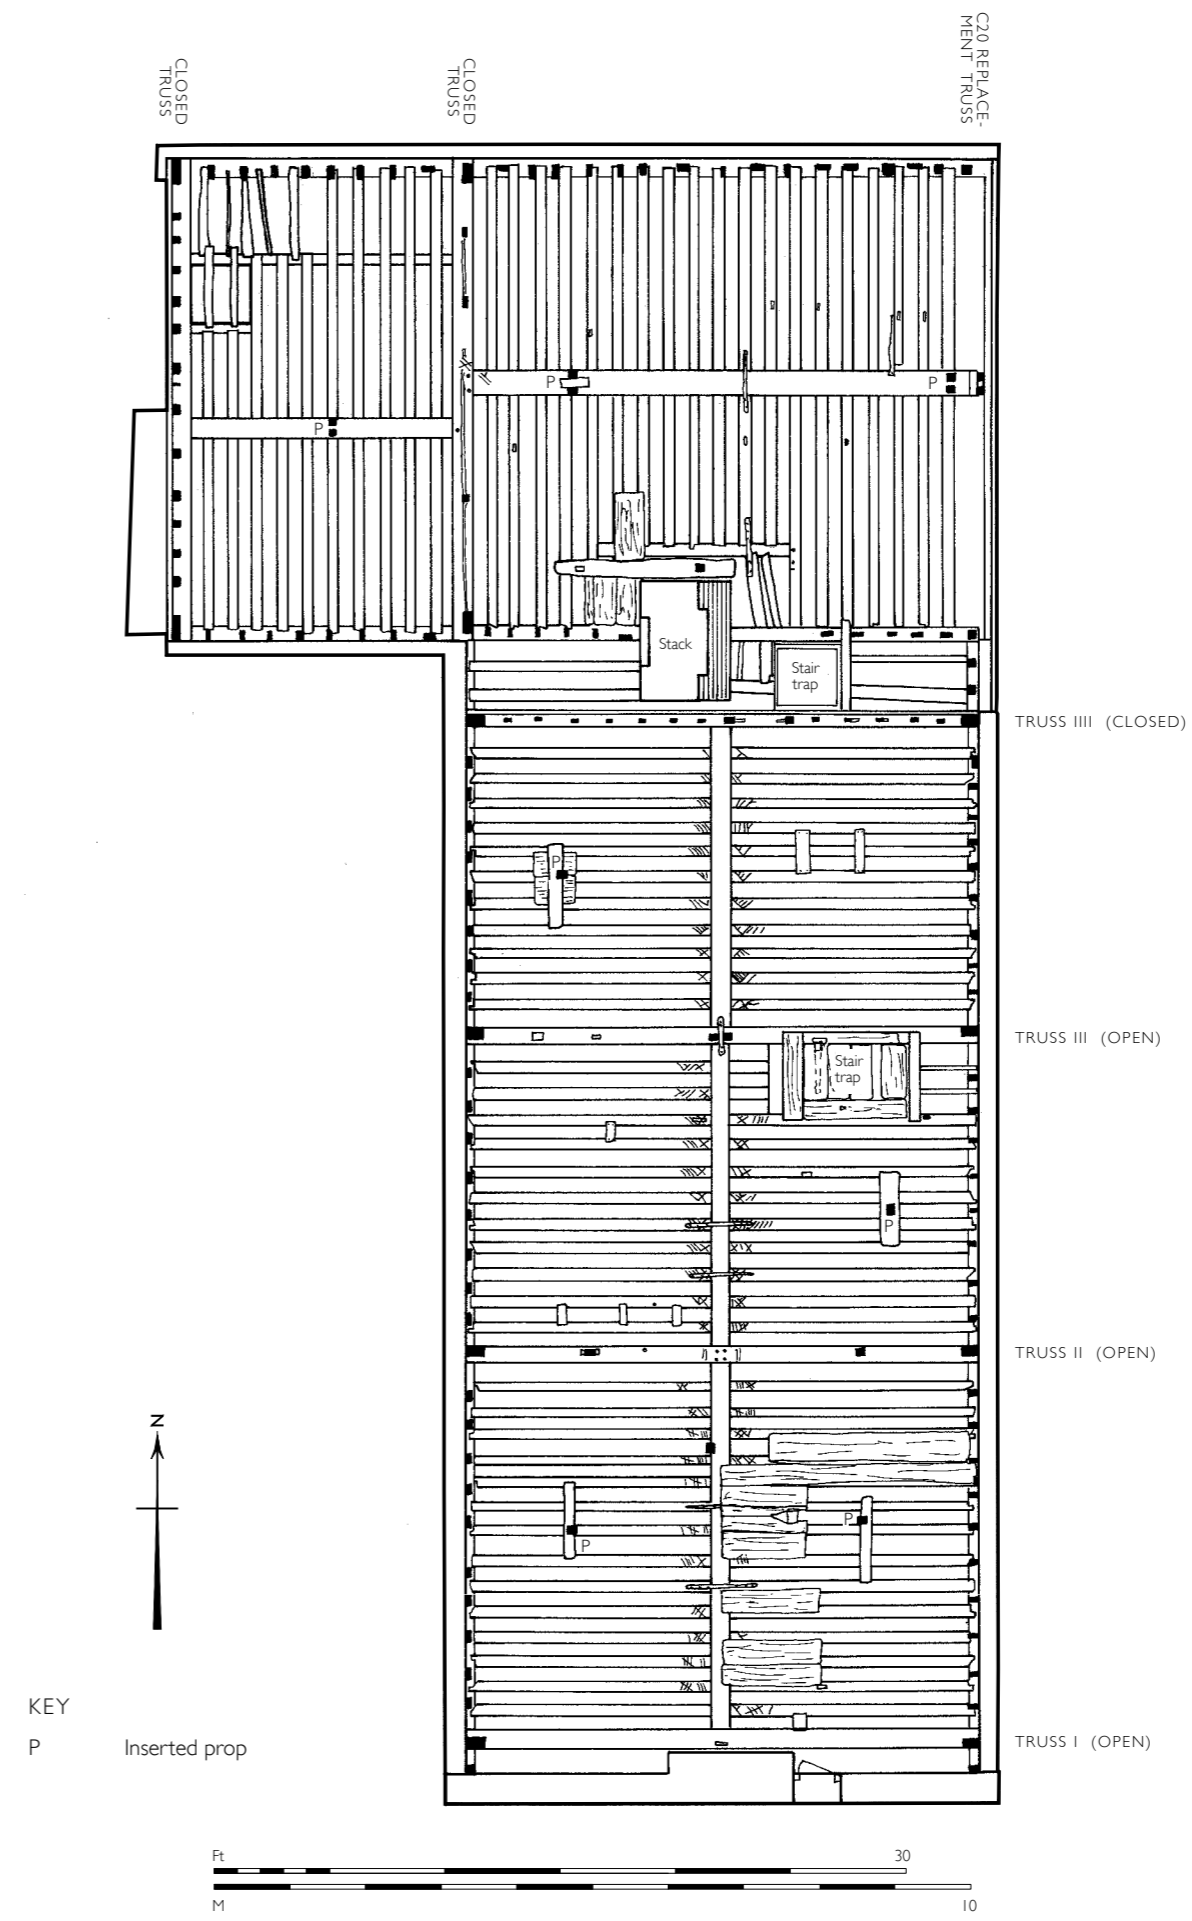 CLOSED
TRUSS
CLOSED
TRUSS
C20 REPLACE-
MENT TRUSS
P
P
P
Stack
Stair
trap
TRUSS IIII (CLOSED)
P
TRUSS III (OPEN)
Stair
trap
P
TRUSS II (OPEN)
N
P
P
KEY
P Inserted prop
TRUSS I (OPEN)
Ft 30
M 10